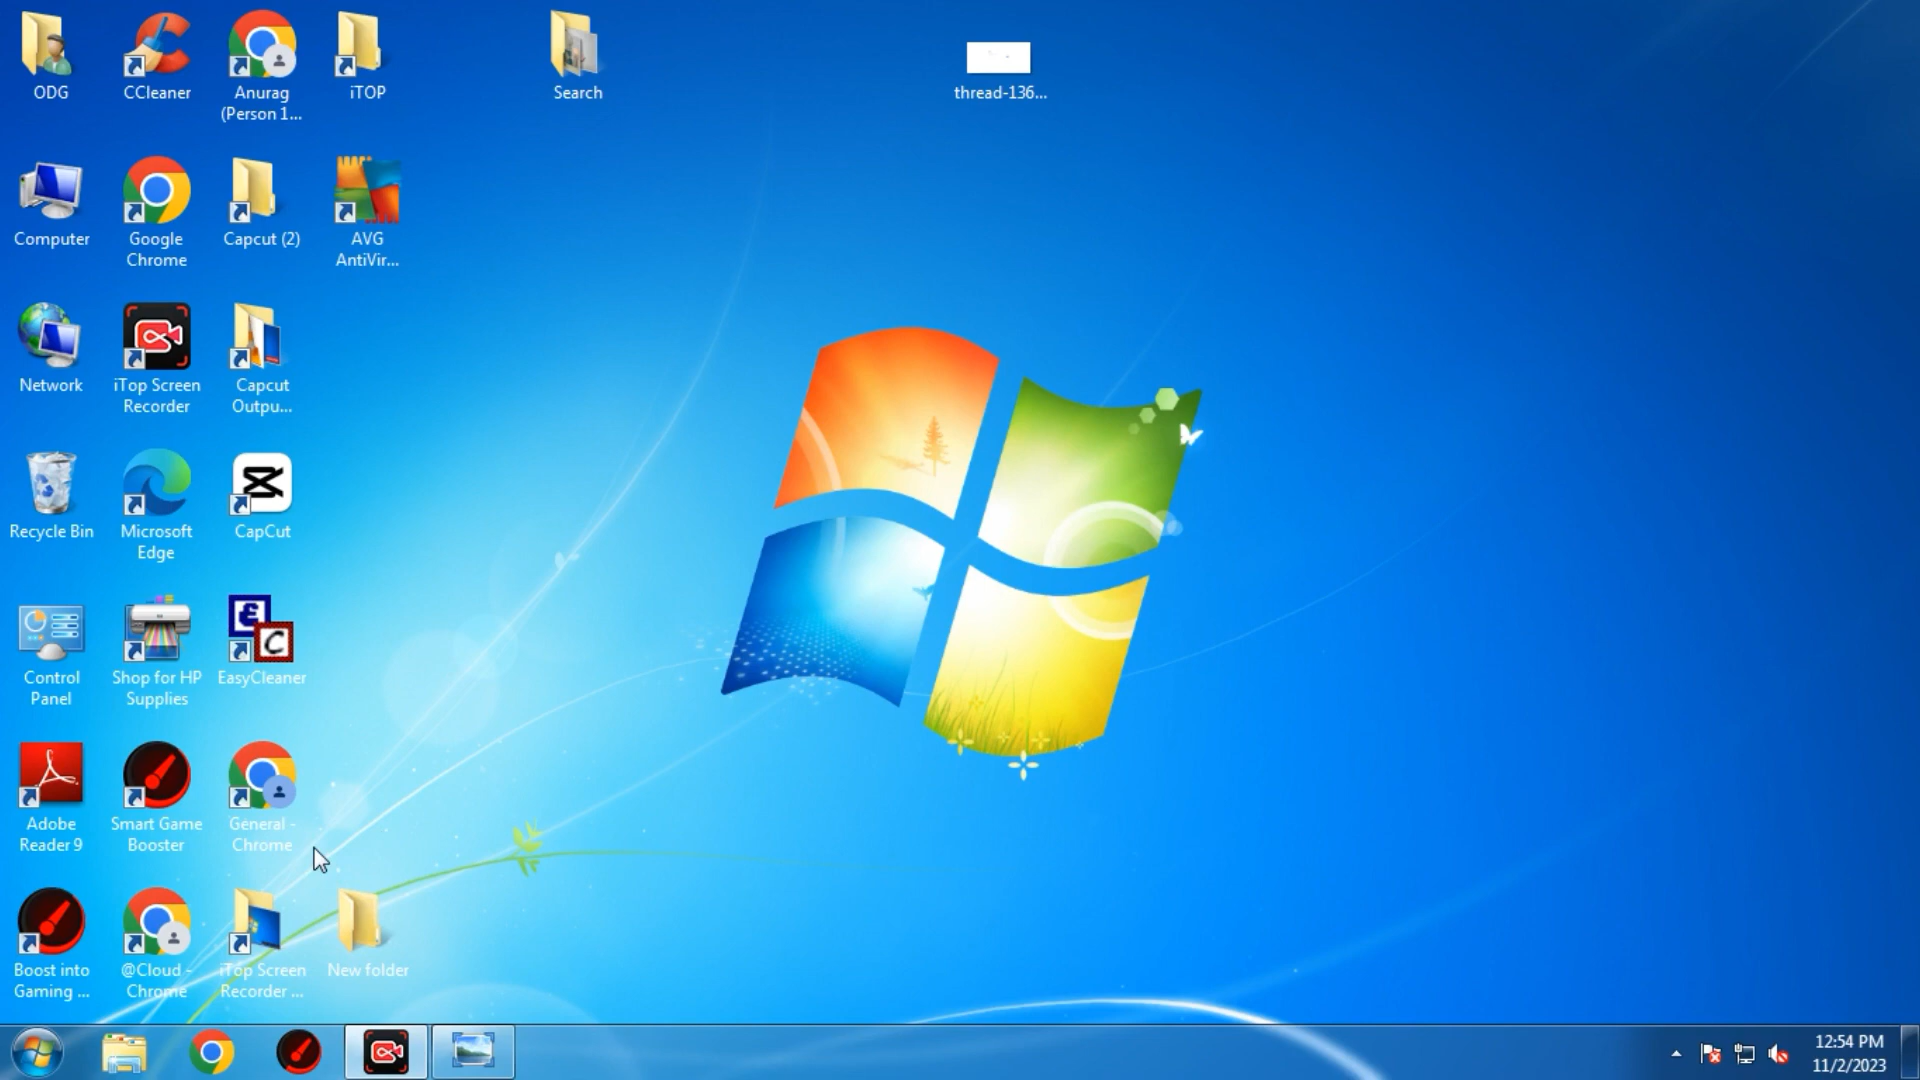 ODG
CCleaner
Anurag
(Person 1...
iTOP
Search
thread-136...
Computer
Google
Chrome
Capcut (2)
AVG
AntiVir...
Network
iTop Screen
Recorder
Capcut
Outpu...
Recycle Bin
Microsoft
Edge
CapCut
Control
Panel
Shop for HP
Supplies
EasyCleaner
Adobe
Reader 9
Smart Game
Booster
General -
Chrome
Boost into
Gaming ...
@Cloud -
Chrome
iTop Screen
Recorder ...
New folder
12:54 PM
11/2/2023